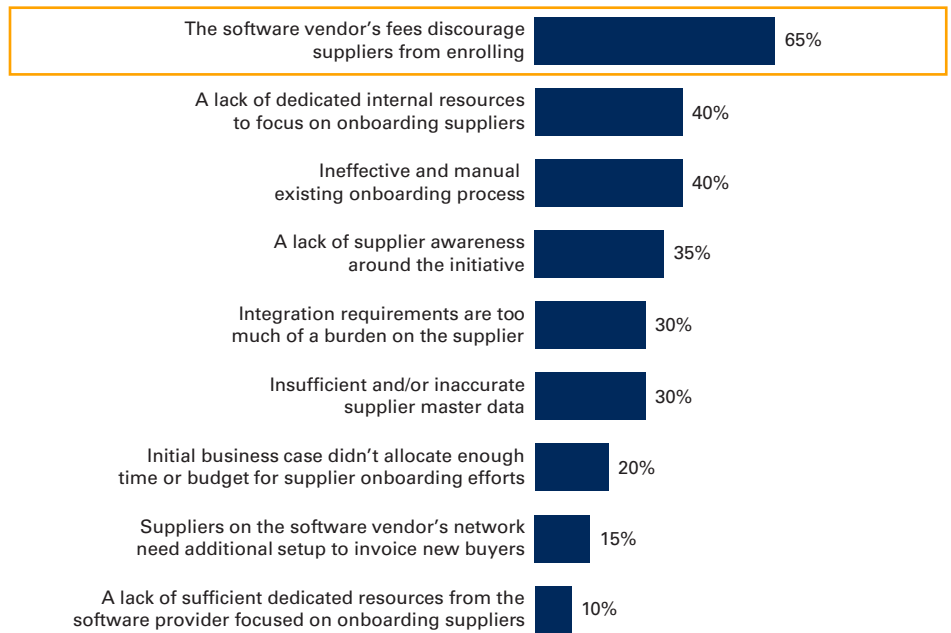 The software vendor’s fees discourage
suppliers from enrolling
65%
A lack of dedicated internal resources
to focus on onboarding suppliers
40%
Ineffective and manual
existing onboarding process
40%
A lack of supplier awareness
around the initiative
35%
Integration requirements are too
much of a burden on the supplier
30%
Insufficient and/or inaccurate
supplier master data
30%
Initial business case didn’t allocate enough
time or budget for supplier onboarding efforts
20%
Suppliers on the software vendor’s network
need additional setup to invoice new buyers
15%
A lack of sufficient dedicated resources from the
software provider focused on onboarding suppliers
10%